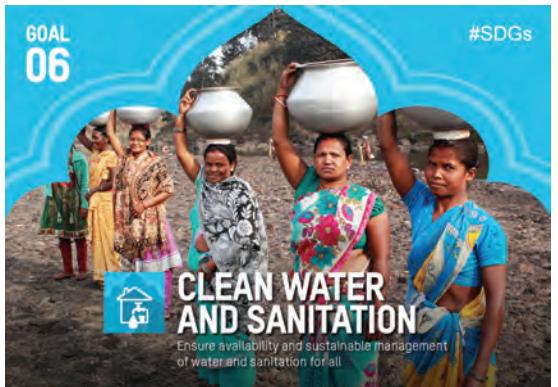 GOAL
06
#SDGs
CLEAN WATER
AND SANITATION
Ensure availability and sustainable management
of water and sanitation for all